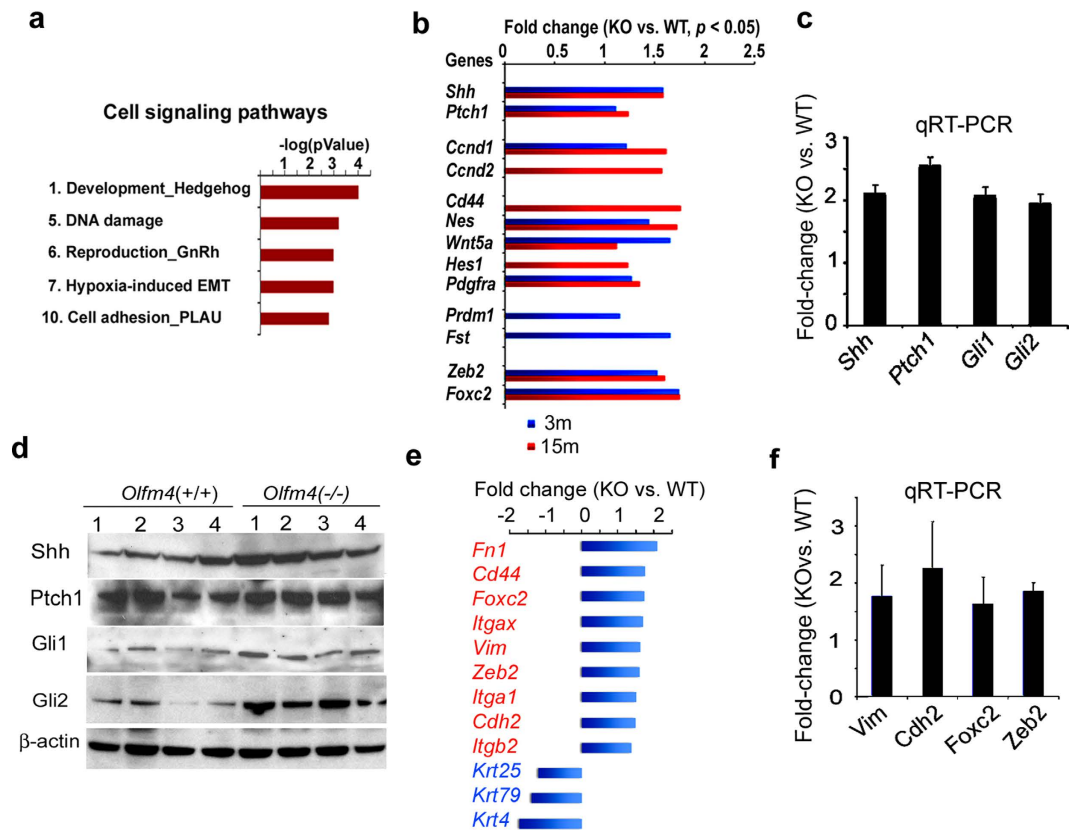 a
Cell signaling pathways
-log(pValue)
1 2 3 4
1. Development_Hedgehog
5. DNA damage
6. Reproduction_GnRh
7. Hypoxia-induced EMT
10. Cell adhesion_PLAU
b
Fold change (KO vs. WT, p < 0.05)
0 0.5 1 1.5 2 2.5
Genes
Shh
Ptch1
Ccnd1
Ccnd2
Cd44
Nes
Wnt5a
Hes1
Pdgfra
Prdm1
Fst
Zeb2
Foxc2
3m
15m
c
qRT-PCR
Fold-change (KO vs. WT)
3
2
1
0
Shh
Ptch1
Gli1
Gli2
d
Olfm4(+/+) Olfm4(-/-)
1 2 3 4 1 2 3 4
Shh
Ptch1
Gli1
Gli2
β-actin
e
Fold change (KO vs. WT)
-2 -1 0 1 2
Fn1
Cd44
Foxc2
Itgax
Vim
Zeb2
Itga1
Cdh2
Itgb2
Krt25
Krt79
Krt4
f
qRT-PCR
Fold-change (KOvs. WT)
3
2
1
0
Vim
Cdh2
Foxc2
Zeb2